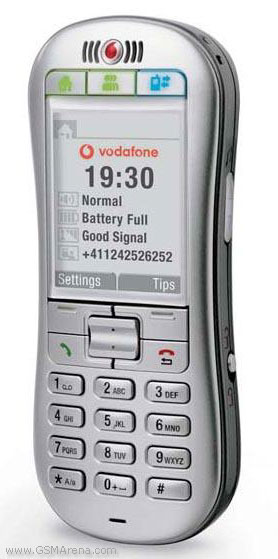 vodafone
19:30
Normal
Battery Full
Good Signal
+411242526252
Settings Tips
1 2 ABC 3 DEF
4 GHI 5 JKL 6 MNO
7 PQRS 8 TUV 9 WXYZ
* A/a 0 #
www.GSMArena.com